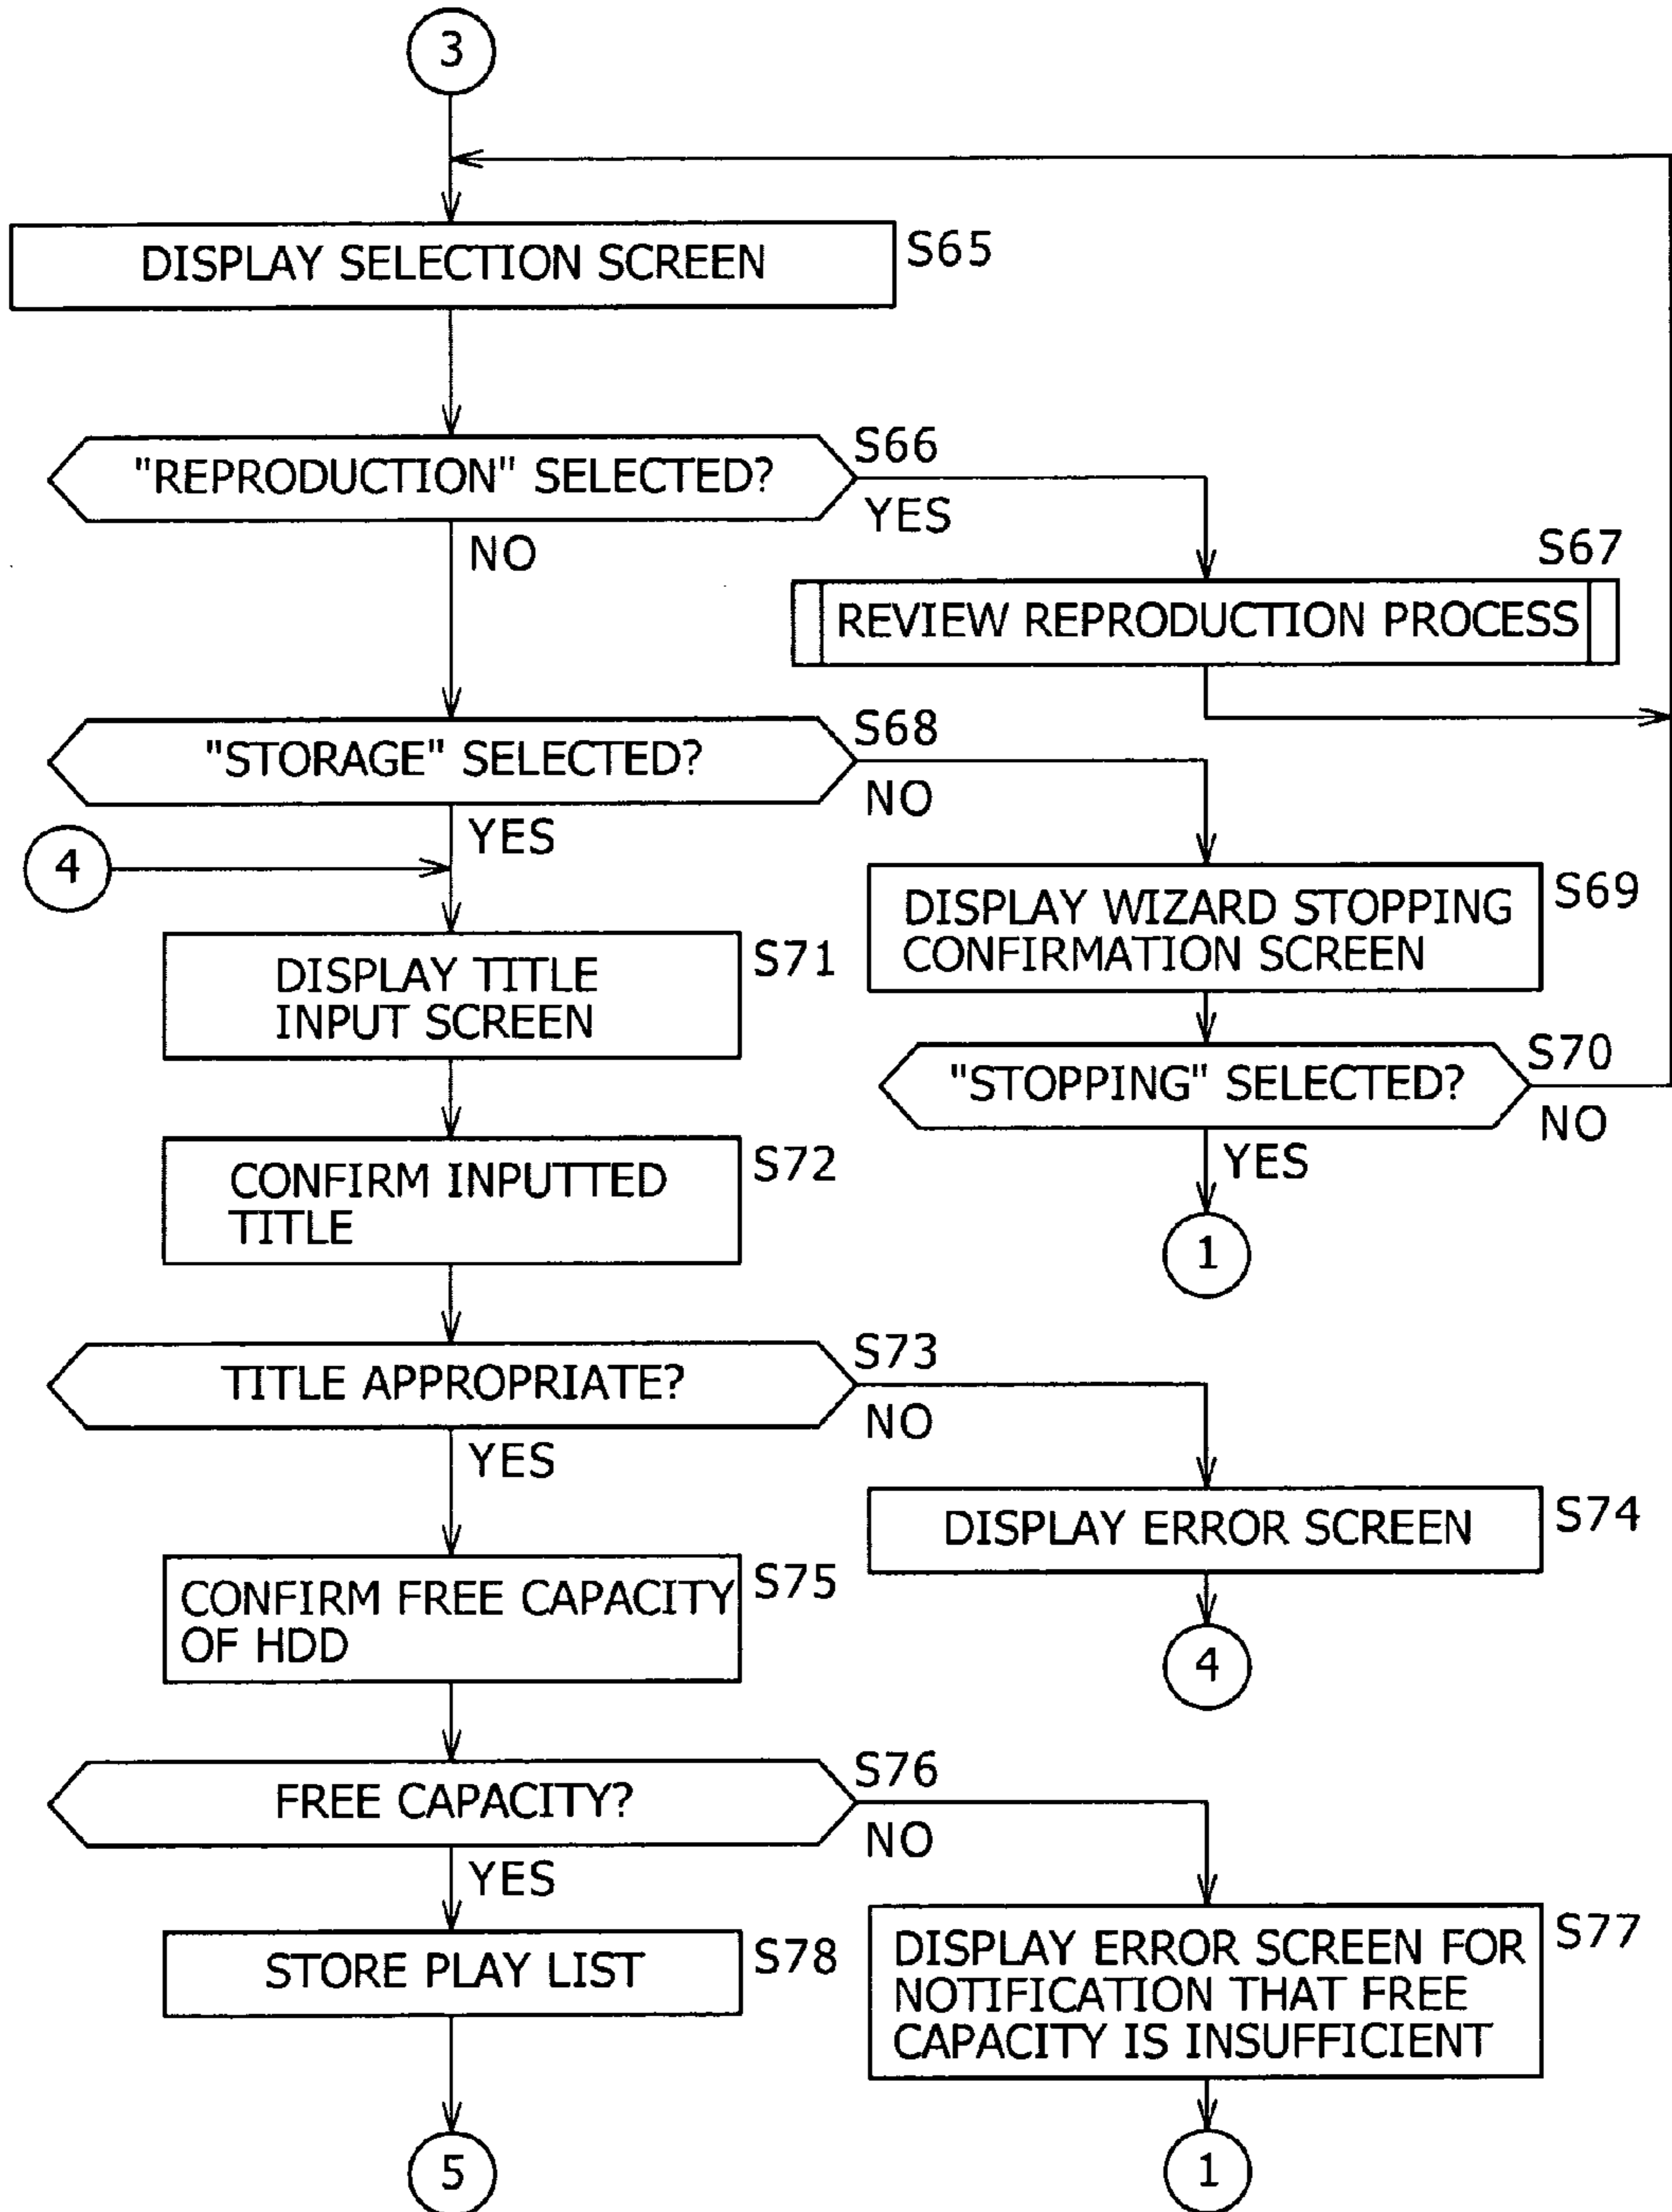 3
DISPLAY SELECTION SCREEN
S65
"REPRODUCTION" SELECTED?
S66
YES
NO
S67
REVIEW REPRODUCTION PROCESS
"STORAGE" SELECTED?
S68
NO
YES
4
DISPLAY WIZARD STOPPING
CONFIRMATION SCREEN
S69
DISPLAY TITLE
INPUT SCREEN
S71
"STOPPING" SELECTED?
S70
NO
YES
1
CONFIRM INPUTTED
TITLE
S72
TITLE APPROPRIATE?
S73
NO
YES
DISPLAY ERROR SCREEN
S74
4
CONFIRM FREE CAPACITY
OF HDD
S75
FREE CAPACITY?
S76
NO
YES
STORE PLAY LIST
S78
DISPLAY ERROR SCREEN FOR
NOTIFICATION THAT FREE
CAPACITY IS INSUFFICIENT
S77
5
1